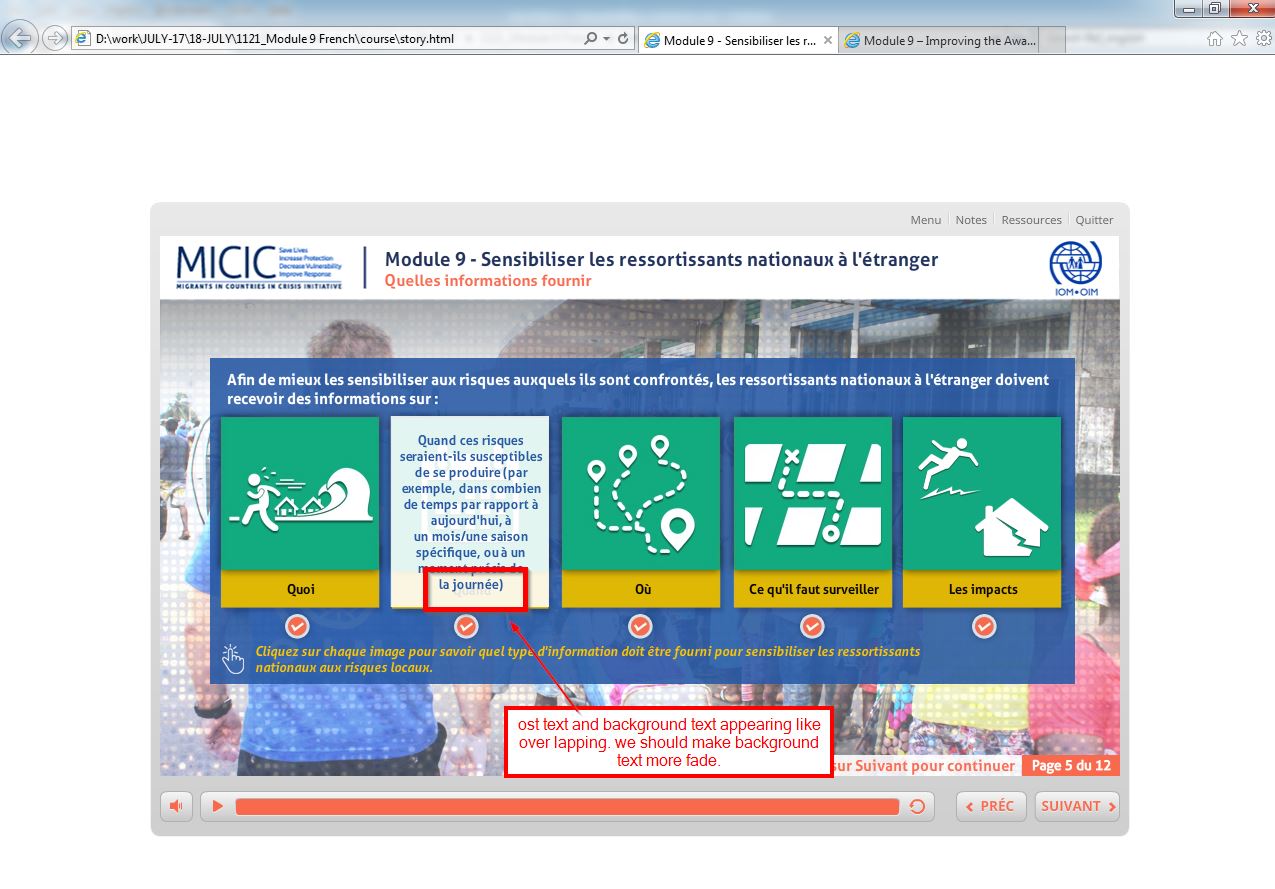 D:\work\JULY-17\18-JULY\1121_Module 9 French\course\story.html
Module 9 - Sensibiliser les r...
Module 9 – Improving the Awa...
Menu
Notes
Ressources
Quitter
MICIC
Save Lives
Increase Protection
Decrease Vulnerability
Improve Response
MIGRANTS IN COUNTRIES IN CRISIS INITIATIVE
Module 9 - Sensibiliser les ressortissants nationaux à l'étranger
Quelles informations fournir
IOM•OIM
Afin de mieux les sensibiliser aux risques auxquels ils sont confrontés, les ressortissants nationaux à l'étranger doivent
recevoir des informations sur :
Quand ces risques
seraient-ils susceptibles
de se produire (par
exemple, dans combien
de temps par rapport à
aujourd'hui, à
un mois/une saison
spécifique, ou à un
moment précis de
la journée)
Quoi
Où
Ce qu'il faut surveiller
Les impacts
Cliquez sur chaque image pour savoir quel type d'information doit être fourni pour sensibiliser les ressortissants
nationaux aux risques locaux.
ost text and background text appearing like
over lapping. we should make background
text more fade.
sur Suivant pour continuer
Page 5 du 12
PRÉC
SUIVANT